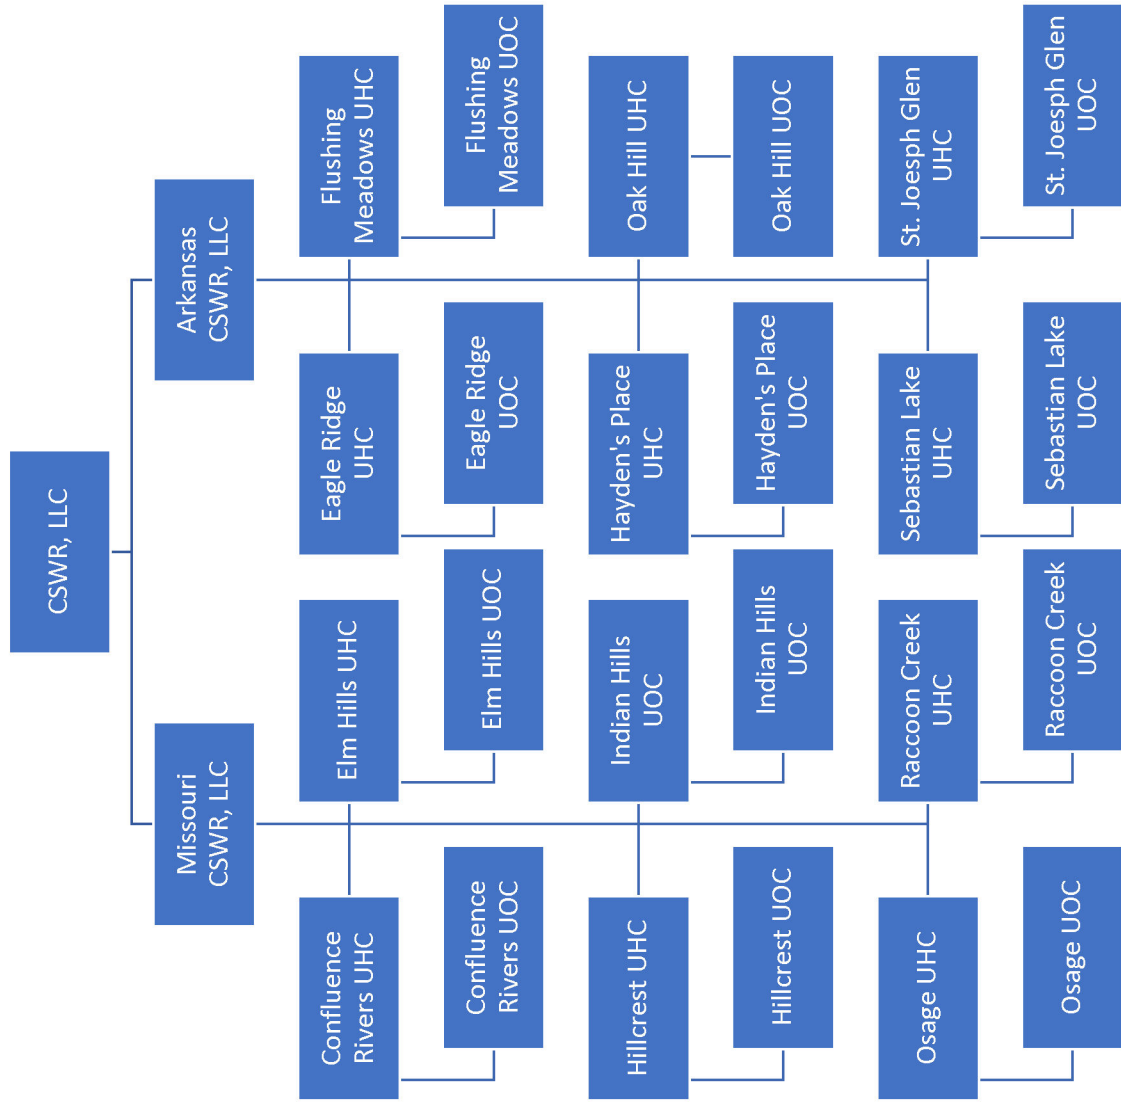 CSWR, LLC
Missouri
CSWR, LLC
Arkansas
CSWR, LLC
Confluence
Rivers UHC
Elm Hills UHC
Eagle Ridge
UHC
Flushing
Meadows UHC
Confluence
Rivers UOC
Elm Hills UOC
Eagle Ridge
UOC
Flushing
Meadows UOC
Hillcrest UHC
Indian Hills
UOC
Hayden's Place
UHC
Oak Hill UHC
Hillcrest UOC
Indian Hills
UOC
Hayden's Place
UOC
Oak Hill UOC
Osage UHC
Raccoon Creek
UHC
Sebastian Lake
UHC
St. Joesph Glen
UHC
Osage UOC
Raccoon Creek
UOC
Sebastian Lake
UOC
St. Joesph Glen
UOC